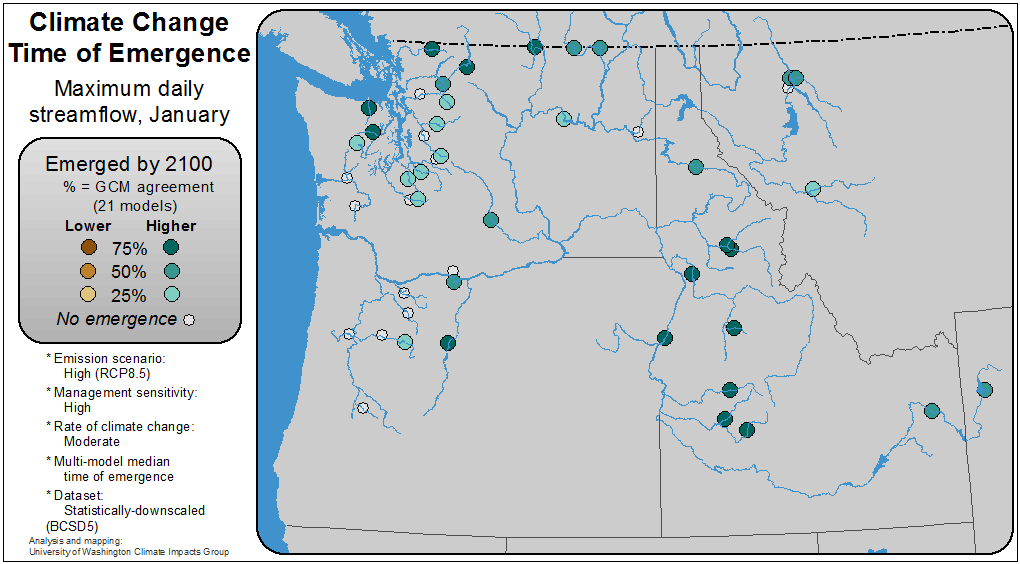 Climate Change
Time of Emergence
Maximum daily
streamflow, January
Emerged by 2100
% = GCM agreement
(21 models)
Lower Higher
75%
50%
25%
No emergence
* Emission scenario:
High (RCP8.5)
* Management sensitivity:
High
* Rate of climate change:
Moderate
* Multi-model median
time of emergence
* Dataset:
Statistically-downscaled
(BCSD5)
Analysis and mapping:
University of Washington Climate Impacts Group